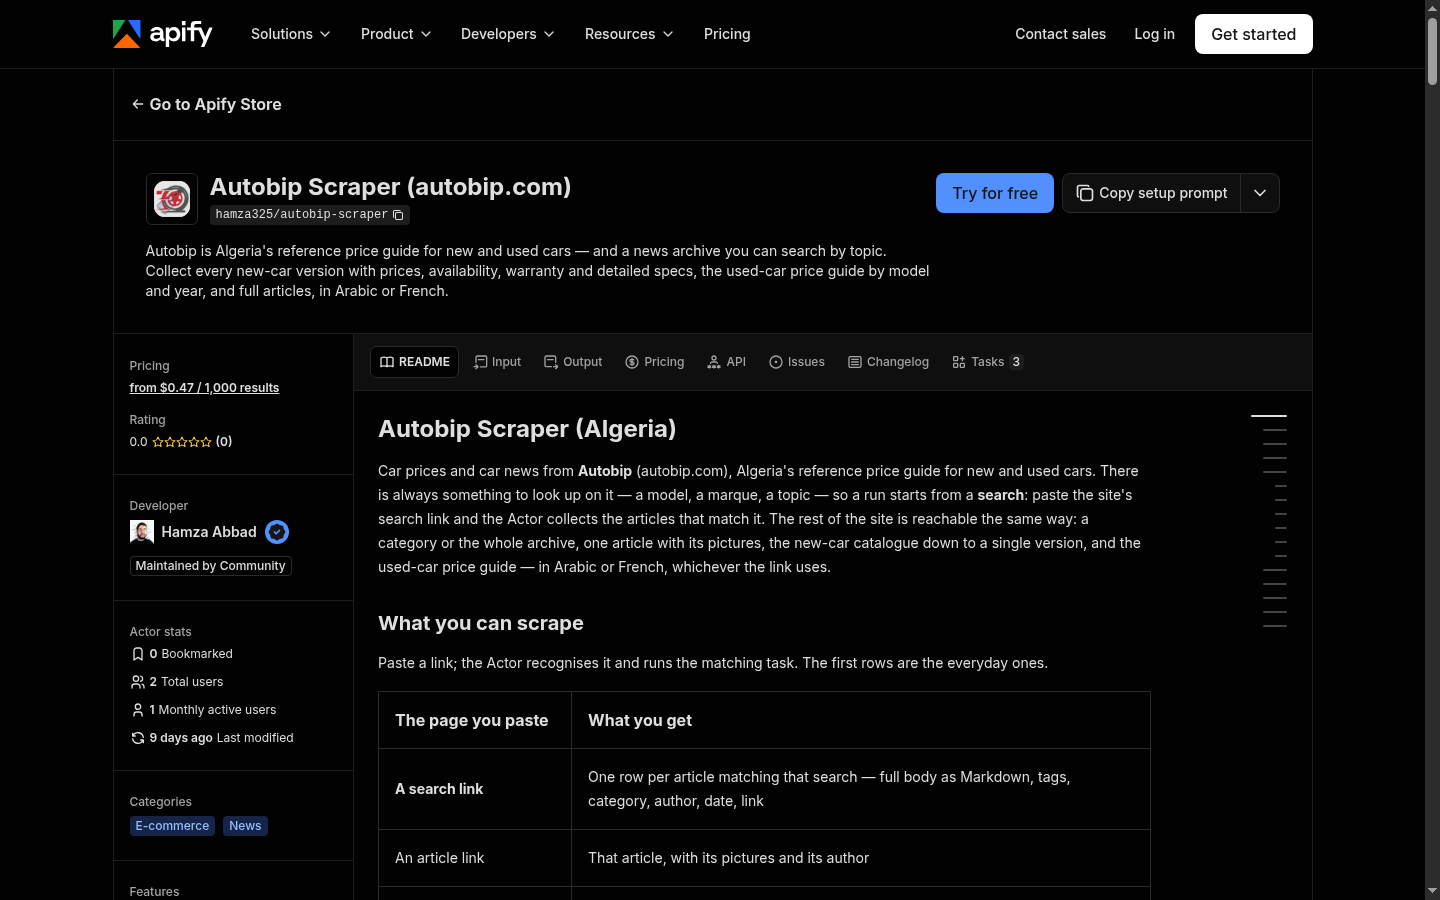 apify
Solutions
Product
Developers
Resources
Pricing
Contact sales
Log in
Get started
← Go to Apify Store
Autobip Scraper (autobip.com)
hamza325/autobip-scraper
Try for free
Copy setup prompt
Autobip is Algeria's reference price guide for new and used cars — and a news archive you can search by topic.
Collect every new-car version with prices, availability, warranty and detailed specs, the used-car price guide by model
and year, and full articles, in Arabic or French.
Pricing
from $0.47 / 1,000 results
Rating
0.0 (0)
Developer
Hamza Abbad
Maintained by Community
Actor stats
0 Bookmarked
2 Total users
1 Monthly active users
9 days ago Last modified
Categories
E-commerce
News
Features
README
Input
Output
Pricing
API
Issues
Changelog
Tasks 3
Autobip Scraper (Algeria)
Car prices and car news from Autobip (autobip.com), Algeria's reference price guide for new and used cars. There
is always something to look up on it — a model, a marque, a topic — so a run starts from a search: paste the site's
search link and the Actor collects the articles that match it. The rest of the site is reachable the same way: a
category or the whole archive, one article with its pictures, the new-car catalogue down to a single version, and the
used-car price guide — in Arabic or French, whichever the link uses.
What you can scrape
Paste a link; the Actor recognises it and runs the matching task. The first rows are the everyday ones.
The page you paste
What you get
A search link
One row per article matching that search — full body as Markdown, tags,
category, author, date, link
An article link
That article, with its pictures and its author